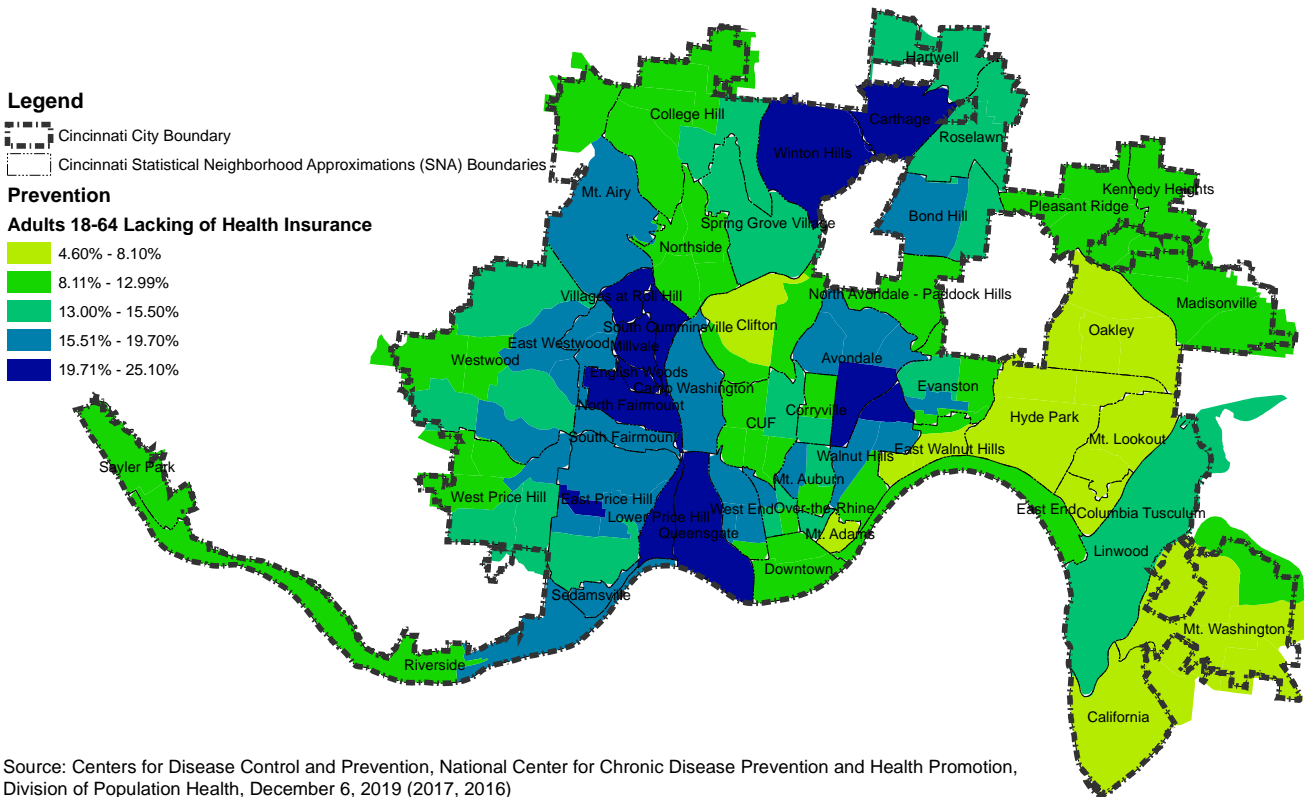 Legend
Cincinnati City Boundary
Cincinnati Statistical Neighborhood Approximations (SNA) Boundaries
Prevention
Adults 18-64 Lacking of Health Insurance
4.60% - 8.10%
8.11% - 12.99%
13.00% - 15.50%
15.51% - 19.70%
19.71% - 25.10%
Hartwell
College Hill
Carthage
Roselawn
Winton Hills
Mt. Airy
Kennedy Heights
Pleasant Ridge
Bond Hill
Spring Grove Village
Northside
Villages at Roll Hill
North Avondale - Paddock Hills
Madisonville
South Cumminsville
Clifton
Oakley
East Westwood
Millvale
Westwood
Avondale
English Woods
Camp Washington
Evanston
North Fairmount
Corryville
Hyde Park
CUF
South Fairmount
Mt. Lookout
East Walnut Hills
Walnut Hills
Sayler Park
Mt. Auburn
West Price Hill
East Price Hill
West End
Over-the-Rhine
East End
Columbia Tusculum
Lower Price Hill
Queensgate
Mt. Adams
Linwood
Downtown
Sedamsville
Mt. Washington
Riverside
California
Source: Centers for Disease Control and Prevention, National Center for Chronic Disease Prevention and Health Promotion,
Division of Population Health, December 6, 2019 (2017, 2016)